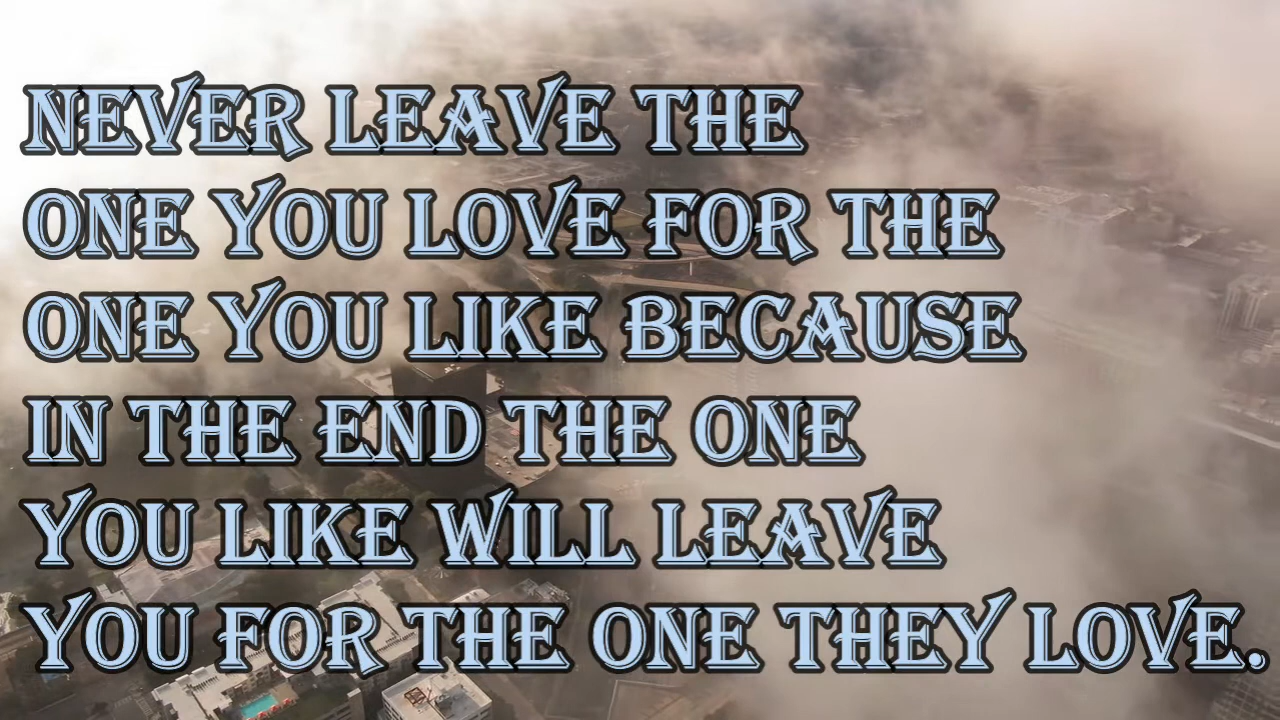 NEVER LEAVE THE
ONE YOU LOVE FOR THE
ONE YOU LIKE BECAUSE
IN THE END THE ONE
YOU LIKE WILL LEAVE
YOU FOR THE ONE THEY LOVE.